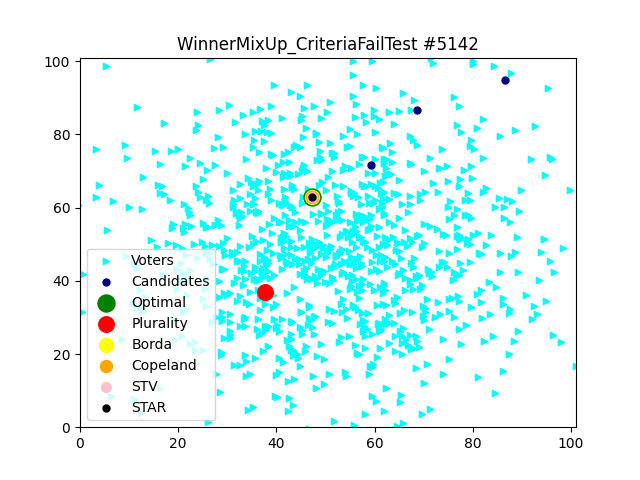 WinnerMixUp_CriteriaFailTest #5142
100
80
60
40
20
0
Voters
Candidates
Optimal
Plurality
Borda
Copeland
STV
STAR
0 20 40 60 80 100